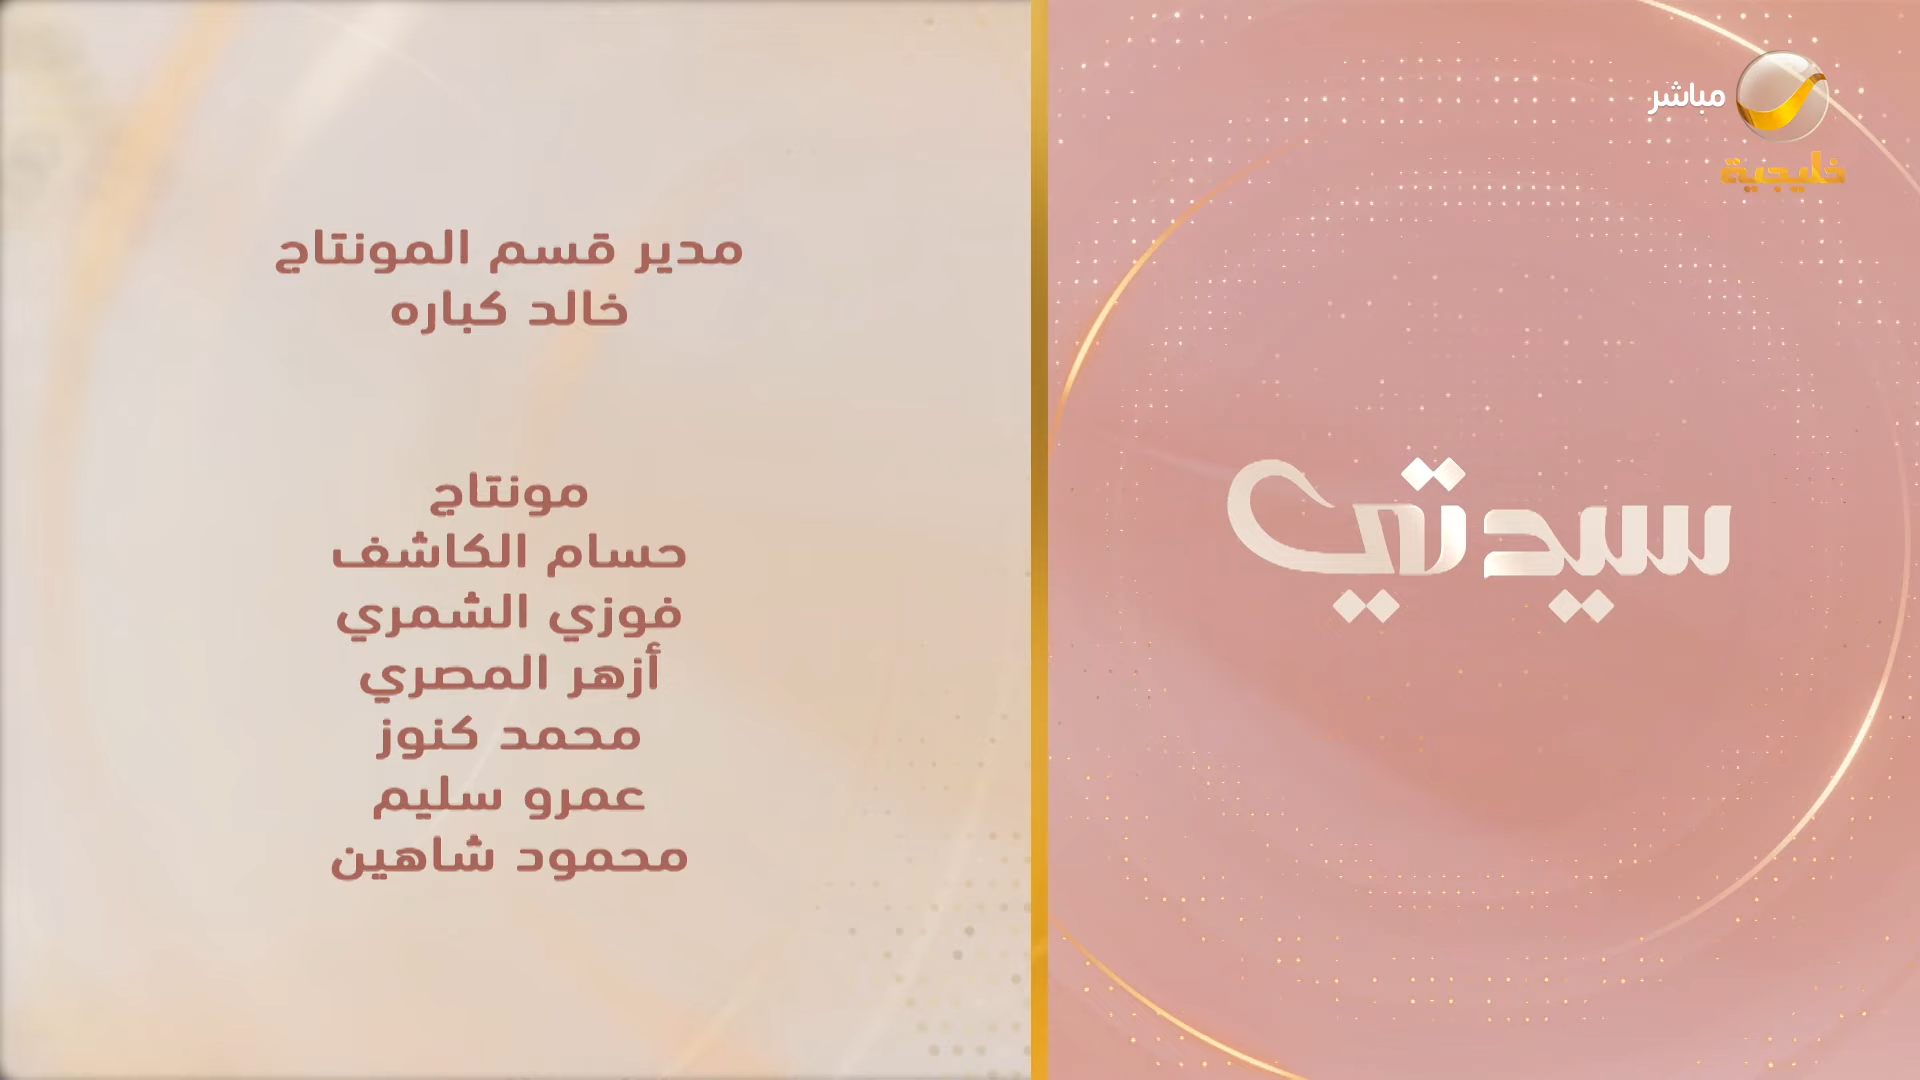 مباشر
خليجية
سيدتي
مدير قسم المونتاج
خالد كباره
مونتاج
حسام الكاشف
فوزي الشمري
أزهر المصري
محمد كنوز
عمرو سليم
محمود شاهين